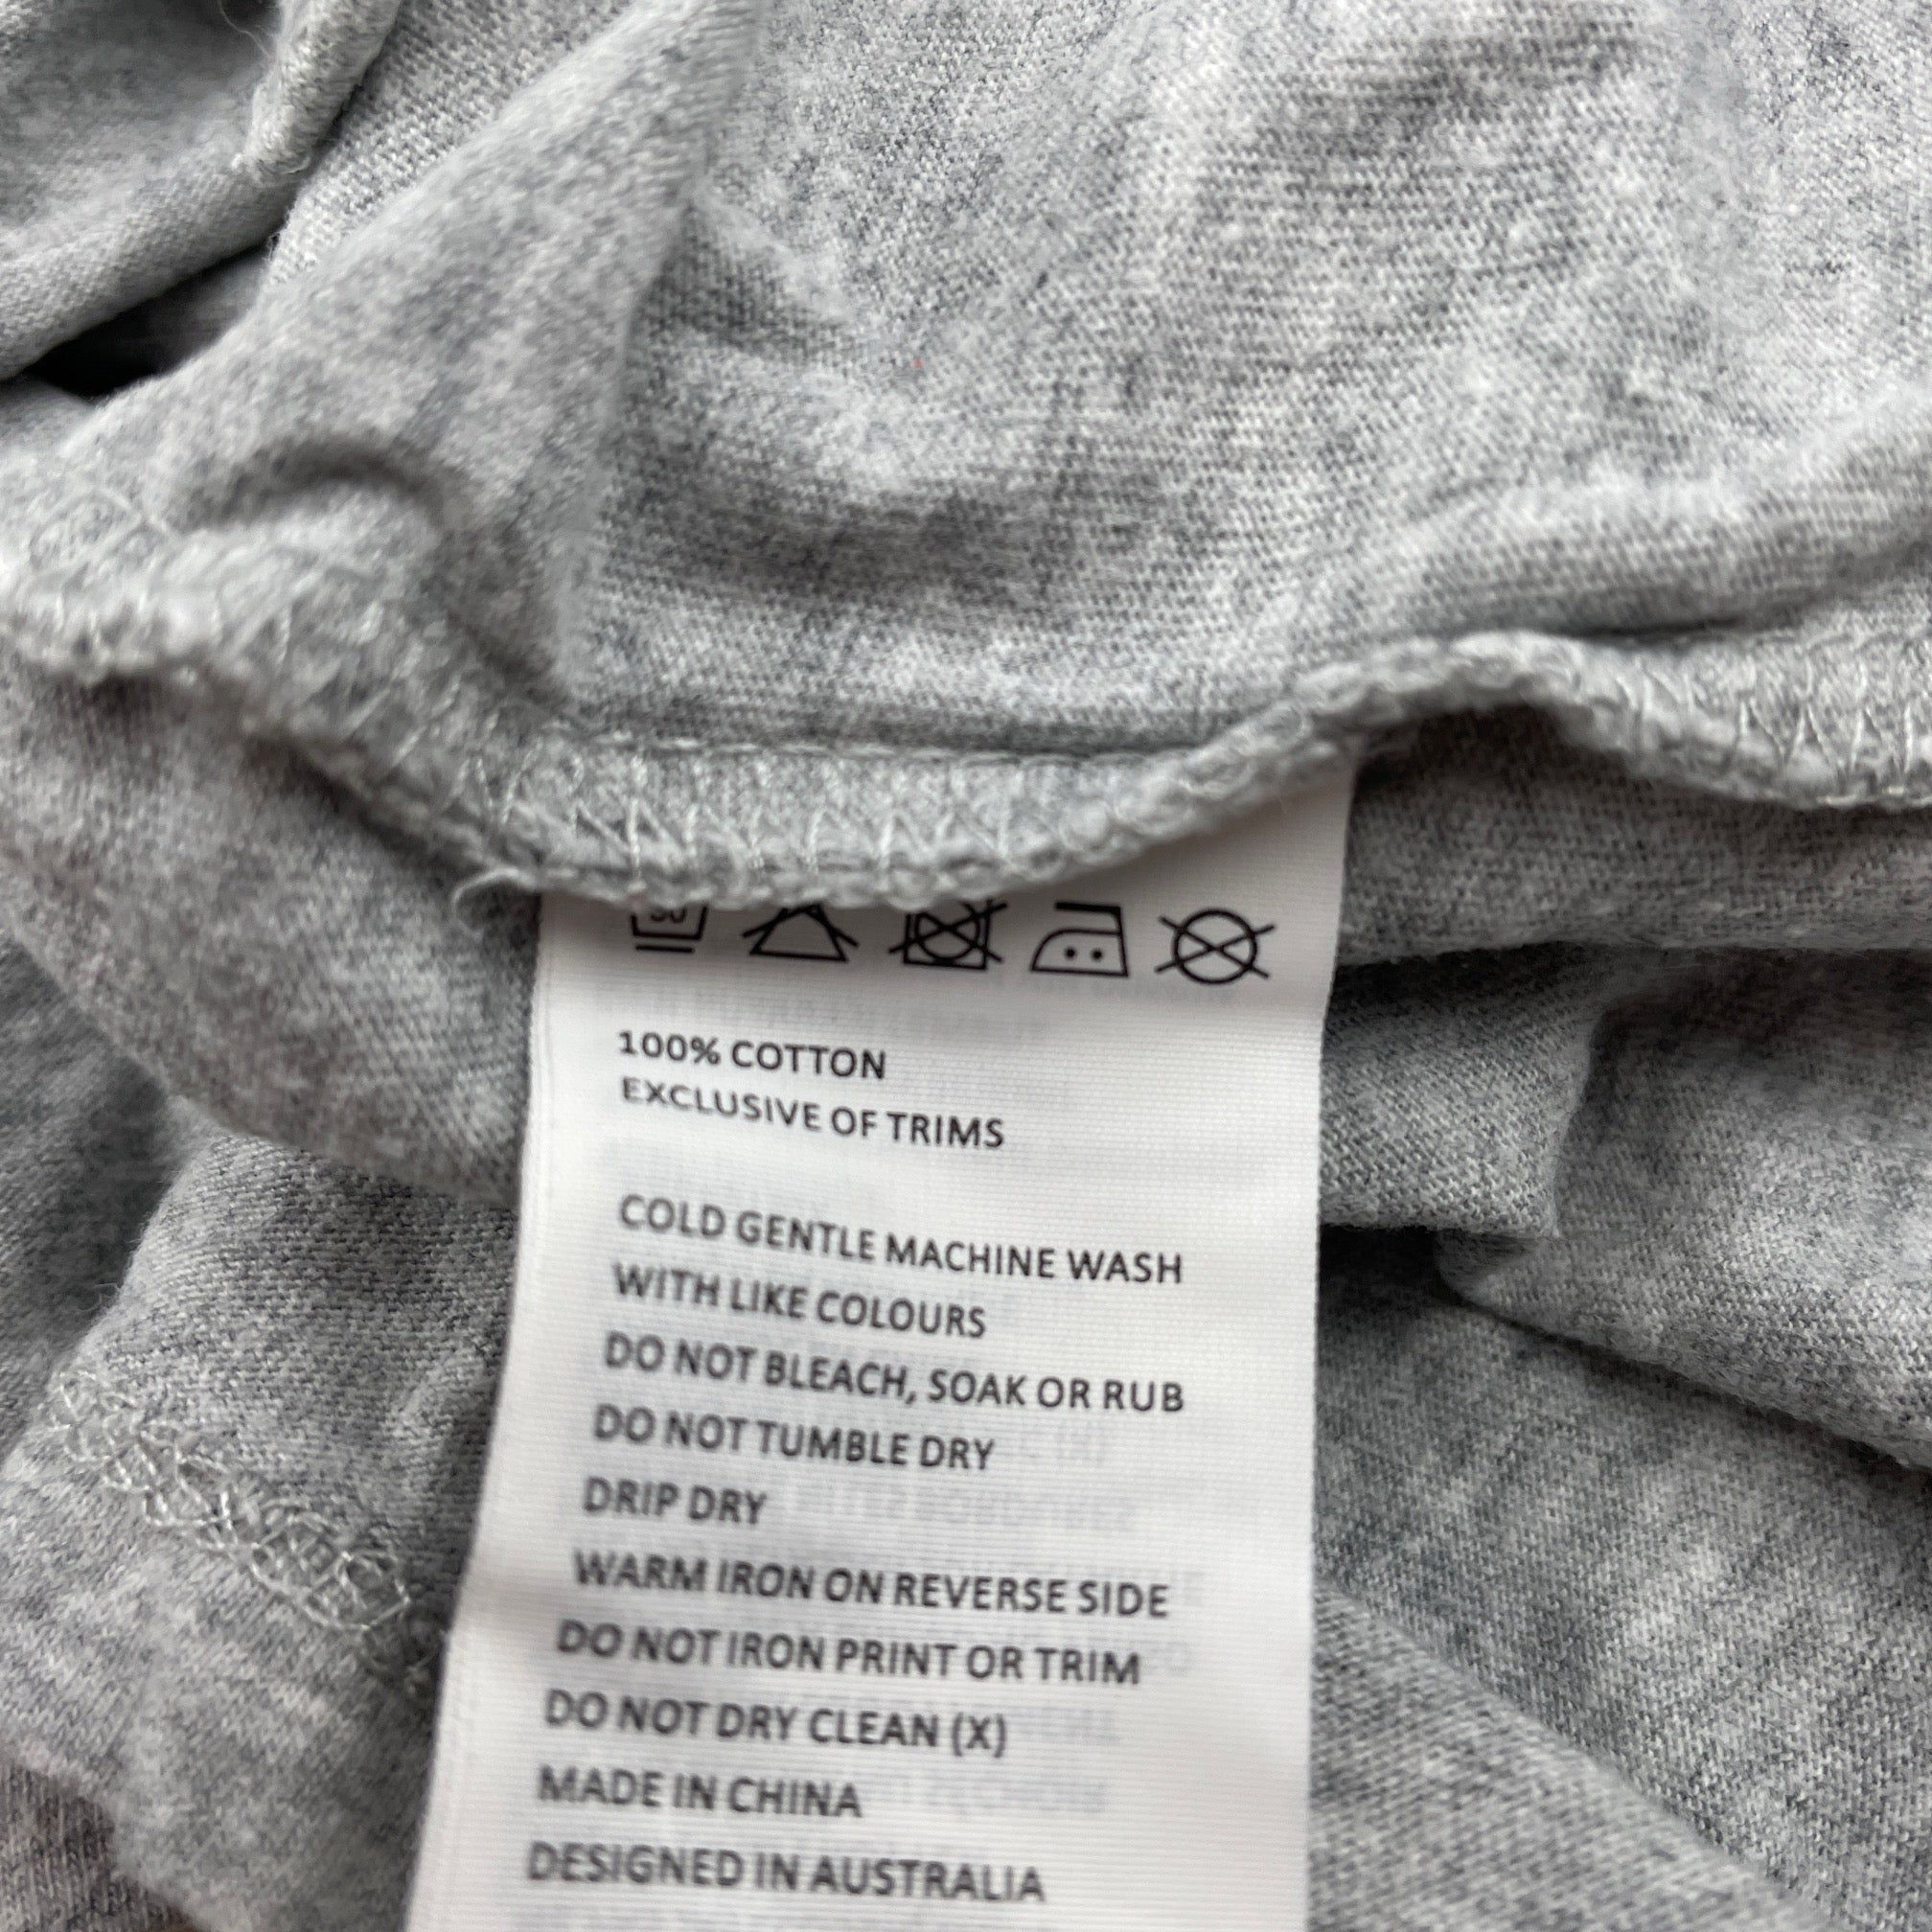 100% COTTON
EXCLUSIVE OF TRIMS
COLD GENTLE MACHINE WASH
WITH LIKE COLOURS
DO NOT BLEACH, SOAK OR RUB
DO NOT TUMBLE DRY
DRIP DRY
WARM IRON ON REVERSE SIDE
DO NOT IRON PRINT OR TRIM
DO NOT DRY CLEAN (X)
MADE IN CHINA
DESIGNED IN AUSTRALIA